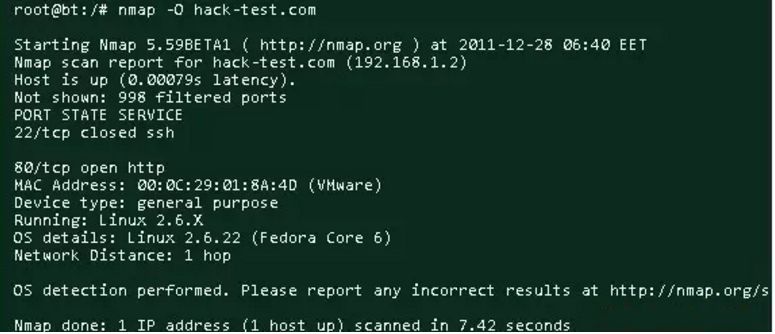 root@bt:/# nmap -O hack-test.com
Starting Nmap 5.59BETA1 ( http://nmap.org ) at 2011-12-28 06:40 EET
Nmap scan report for hack-test.com (192.168.1.2)
Host is up (0.00079s latency).
Not shown: 998 filtered ports
PORT STATE SERVICE
22/tcp closed ssh
80/tcp open http
MAC Address: 00:0C:29:01:8A:4D (VMware)
Device type: general purpose
Running: Linux 2.6.X
OS details: Linux 2.6.22 (Fedora Core 6)
Network Distance: 1 hop
OS detection performed. Please report any incorrect results at http://nmap.org/s
Nmap done: 1 IP address (1 host up) scanned in 7.42 seconds